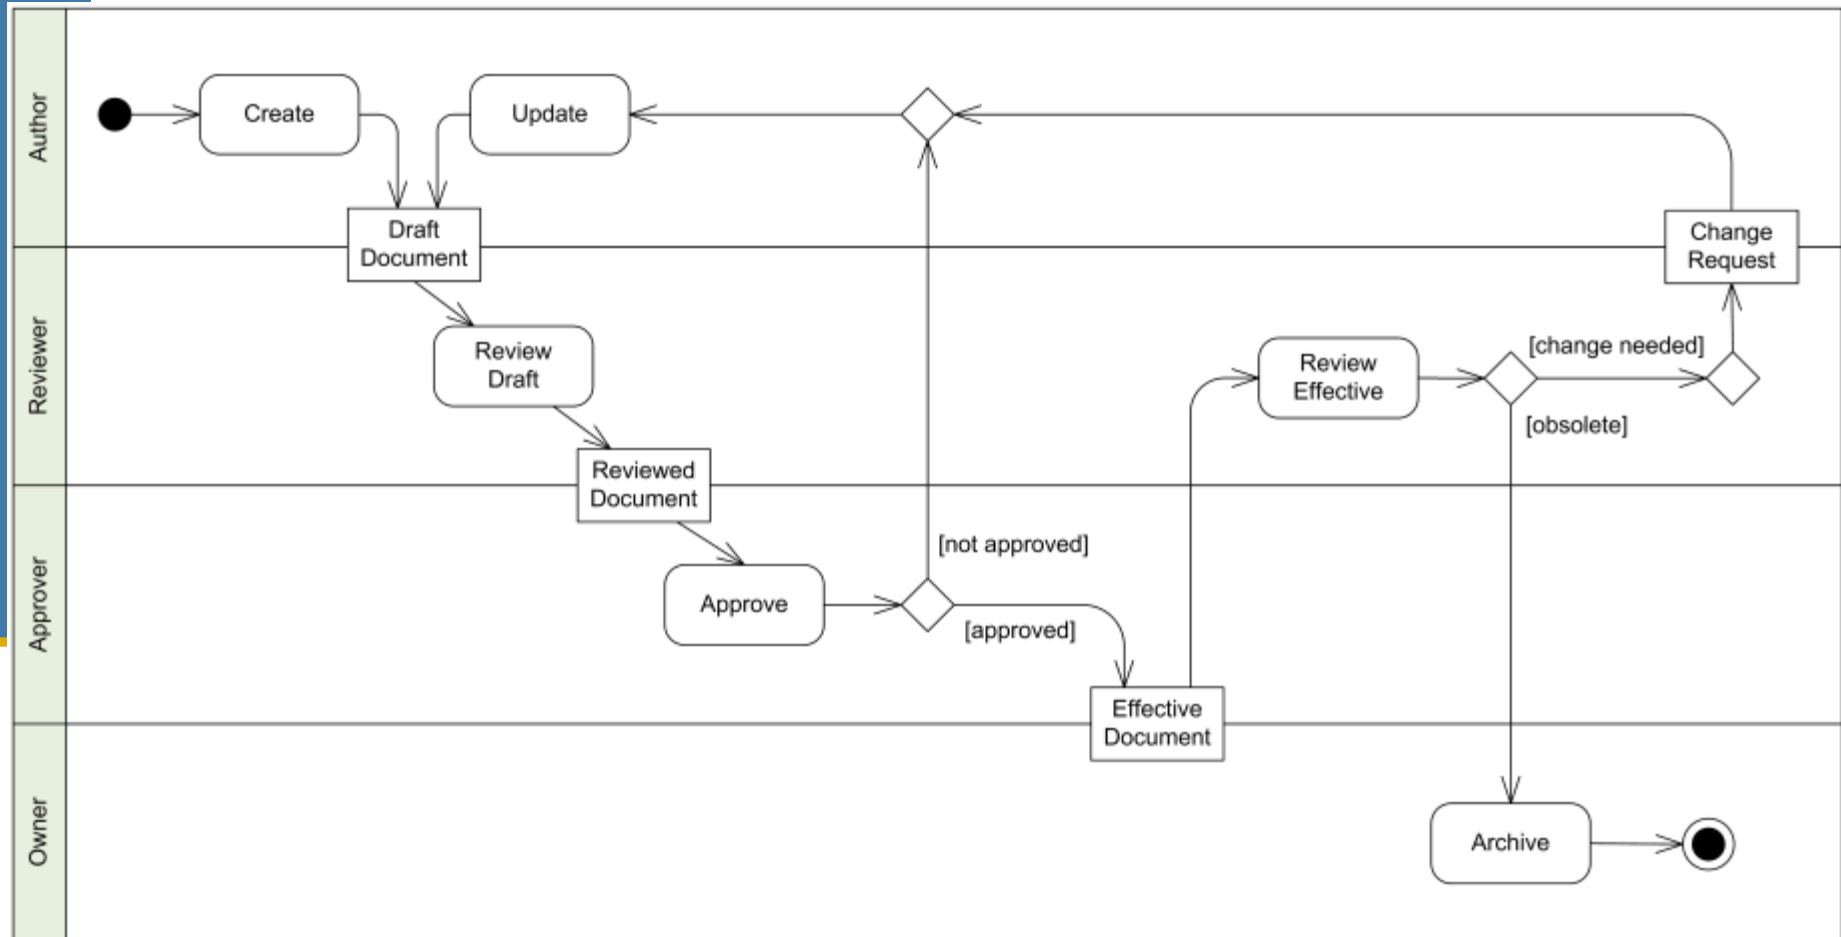 Author
Create
Update
Draft
Document
Change
Request
Reviewer
Review
Draft
Review
Effective
[change needed]
[obsolete]
Reviewed
Document
Approver
[not approved]
Approve
[approved]
Effective
Document
Owner
Archive